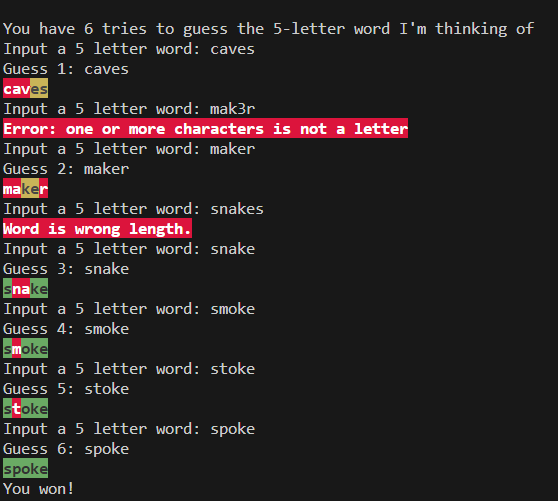 You have 6 tries to guess the 5-letter word I'm thinking of
Input a 5 letter word: caves
Guess 1: caves
caves
Input a 5 letter word: mak3r
Error: one or more characters is not a letter
Input a 5 letter word: maker
Guess 2: maker
maker
Input a 5 letter word: snakes
Word is wrong length.
Input a 5 letter word: snake
Guess 3: snake
snake
Input a 5 letter word: smoke
Guess 4: smoke
smoke
Input a 5 letter word: stoke
Guess 5: stoke
stoke
Input a 5 letter word: spoke
Guess 6: spoke
spoke
You won!